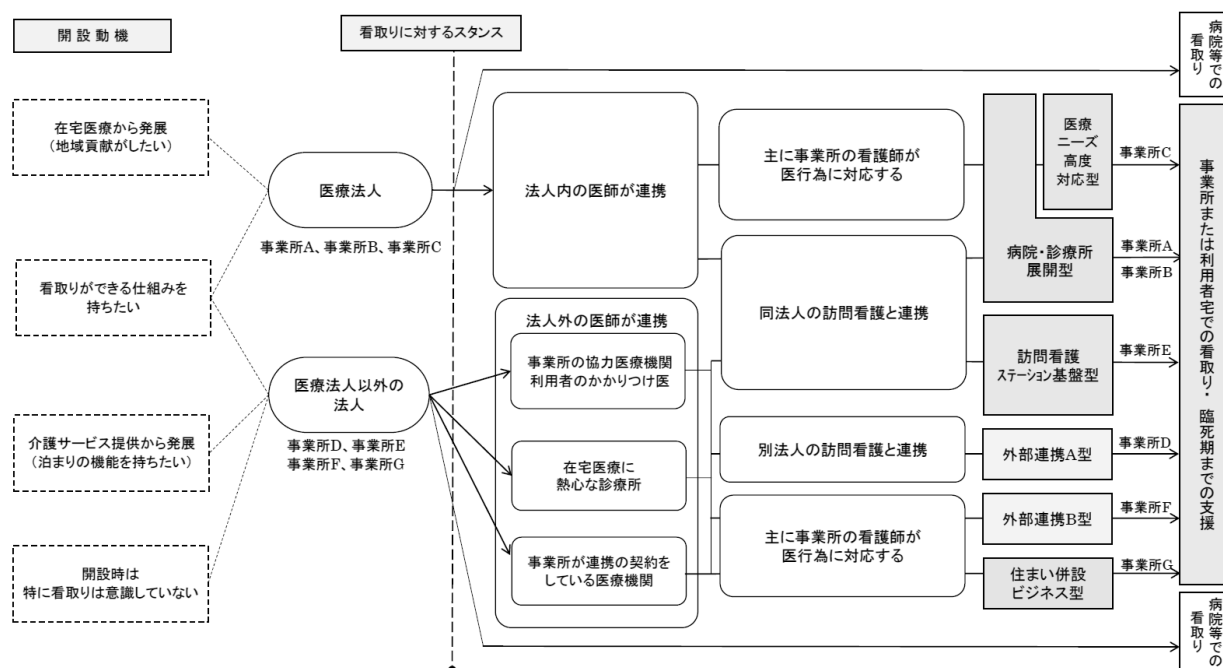 開設動機
看取りに対するスタンス
病院等での
看取り
在宅医療から発展
（地域貢献がしたい）
看取りができる仕組みを
持ちたい
介護サービス提供から発展
（泊まりの機能を持ちたい）
開設時は
特に看取りは意識していない
医療法人
事業所A、事業所B、事業所C
医療法人以外の
法人
事業所D、事業所E
事業所F、事業所G
法人内の医師が連携
法人外の医師が連携
事業所の協力医療機関
利用者のかかりつけ医
在宅医療に
熱心な診療所
事業所が連携の契約を
している医療機関
主に事業所の看護師が
医行為に対応する
同法人の訪問看護と連携
別法人の訪問看護と連携
主に事業所の看護師が
医行為に対応する
医療
ニーズ
高度
対応型
病院・診療所
展開型
訪問看護
ステーション基盤型
外部連携A型
外部連携B型
住まい併設
ビジネス型
事業所C
事業所A
事業所B
事業所E
事業所D
事業所F
事業所G
事業所または利用者宅での看取り・臨死期までの支援
病院等での
看取り